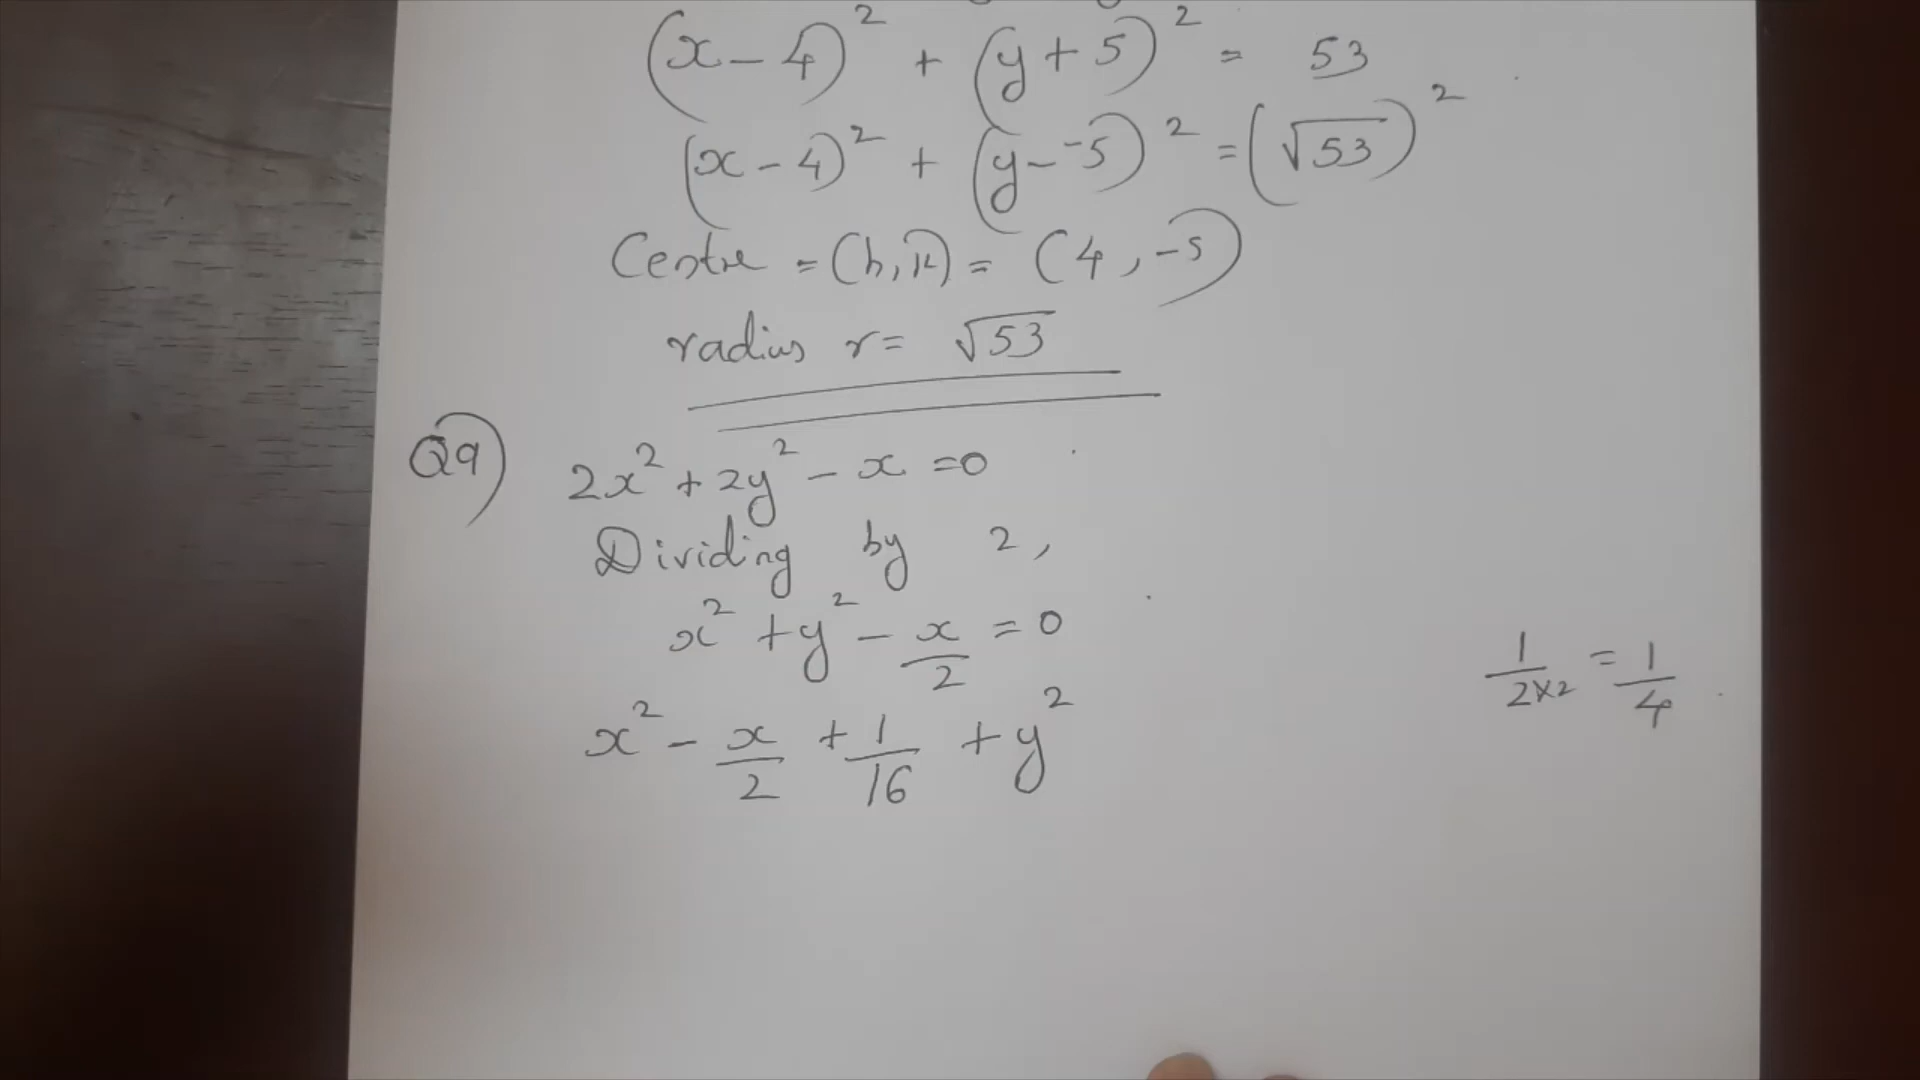 (x-4)² + (y+5)² = 53
(x-4)² + (y--5)² = (√53)²
Centre = (h,k) = (4,-5)
radius r = √53
Q9) 2x² + 2y² - x = 0
Dividing by 2,
x² + y² - x/2 = 0
1/2×2 = 1/4
x² - x/2 + 1/16 + y²